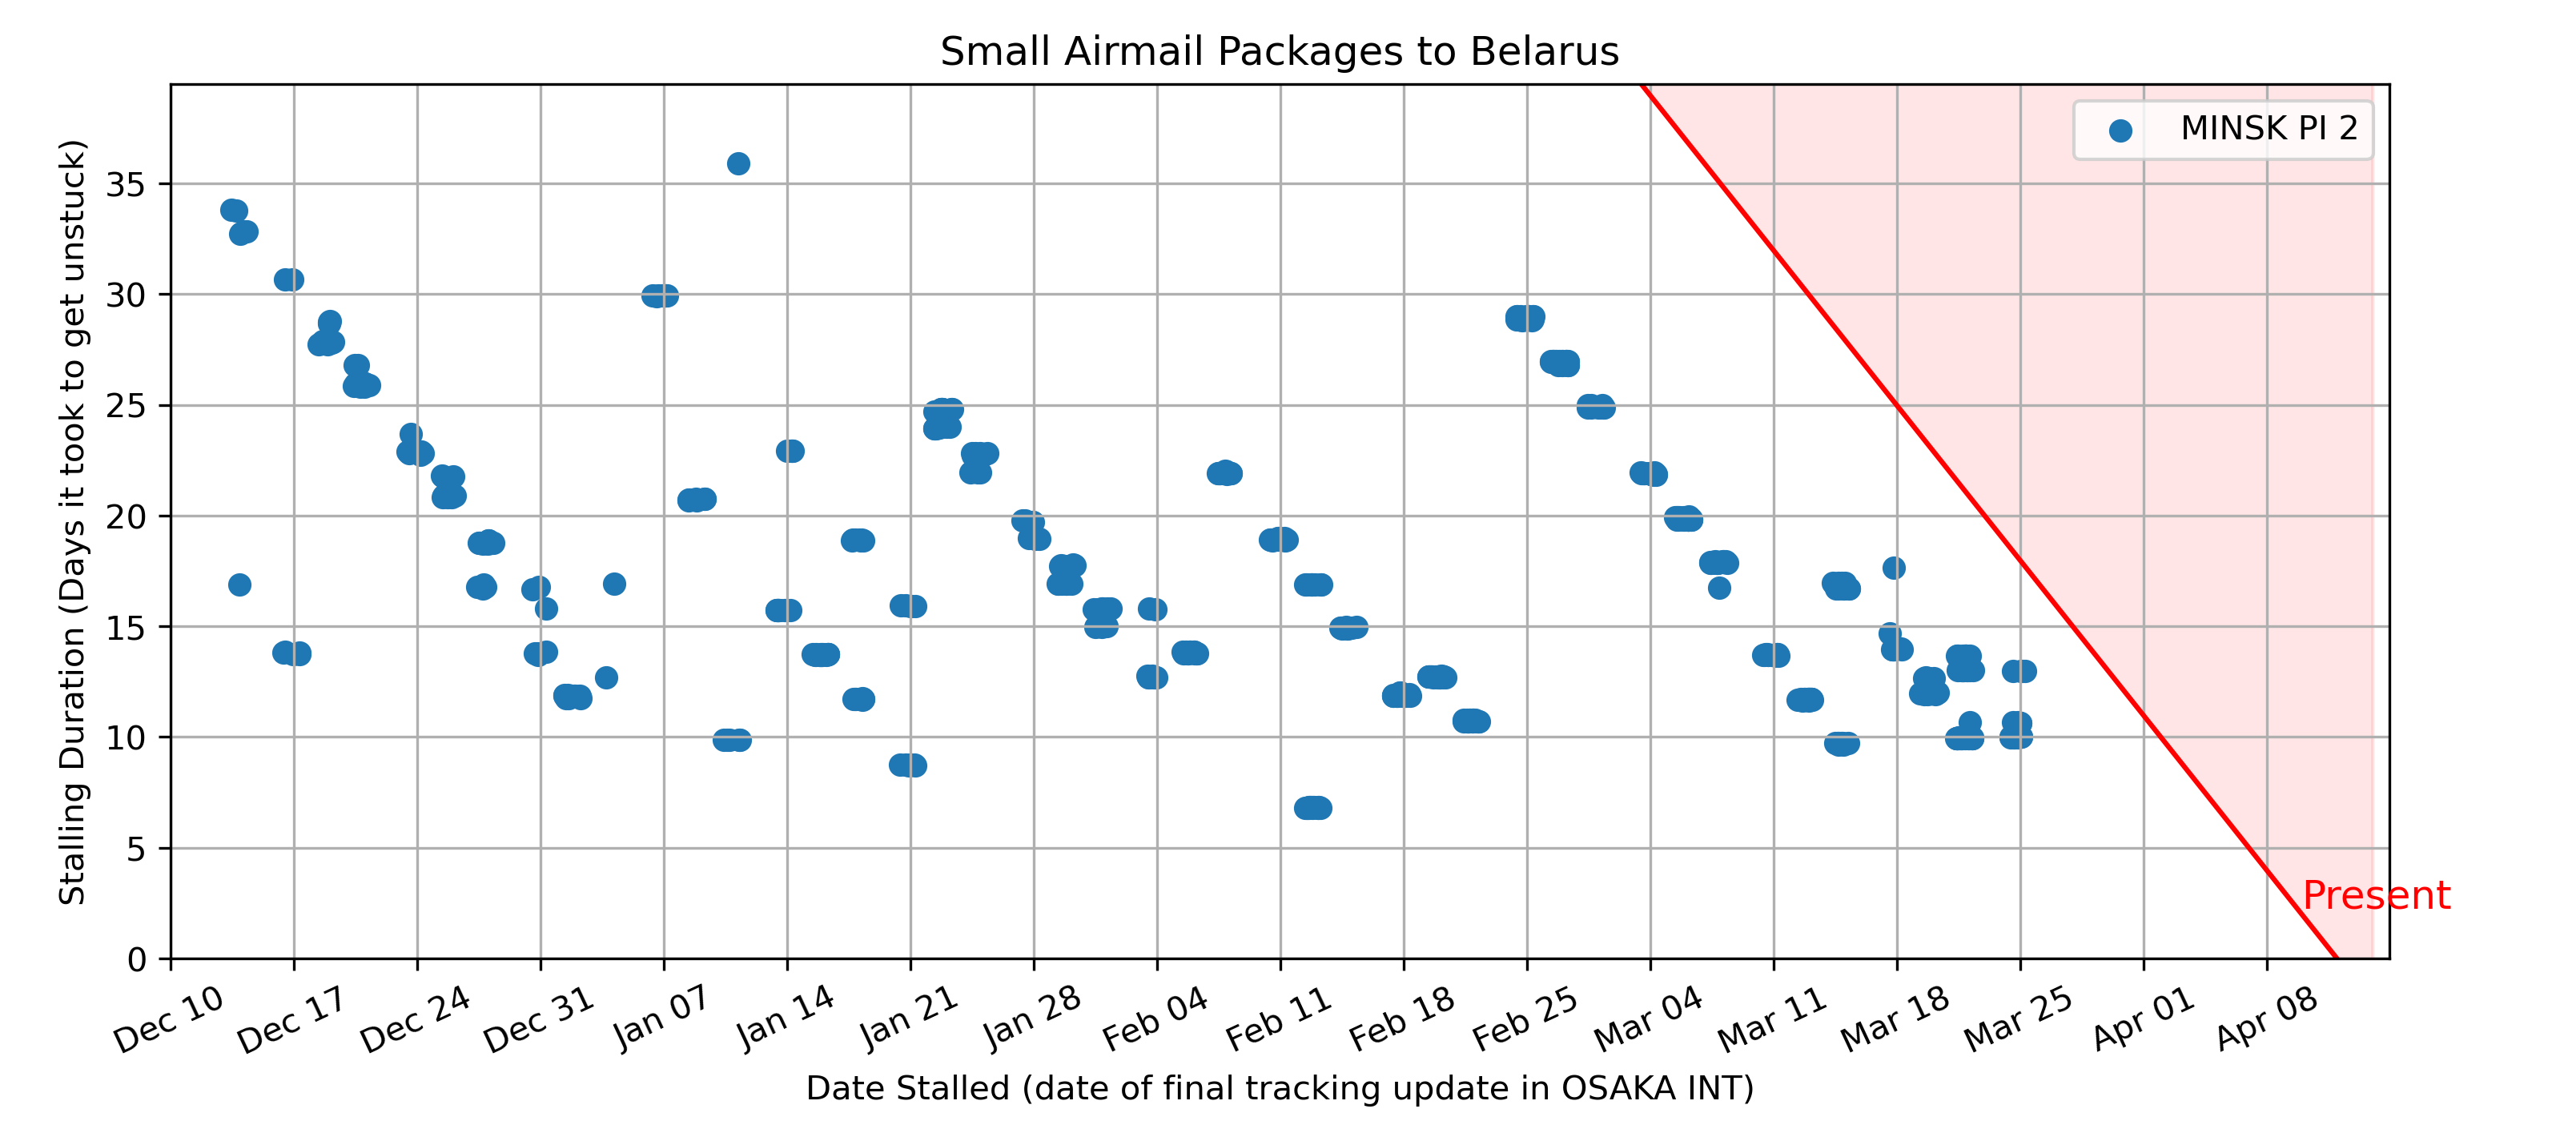 Small Airmail Packages to Belarus
MINSK PI 2
Stalling Duration (Days it took to get unstuck)
35
30
25
20
15
10
5
0
Present
Dec 10
Dec 17
Dec 24
Dec 31
Jan 07
Jan 14
Jan 21
Jan 28
Feb 04
Feb 11
Feb 18
Feb 25
Mar 04
Mar 11
Mar 18
Mar 25
Apr 01
Apr 08
Date Stalled (date of final tracking update in OSAKA INT)